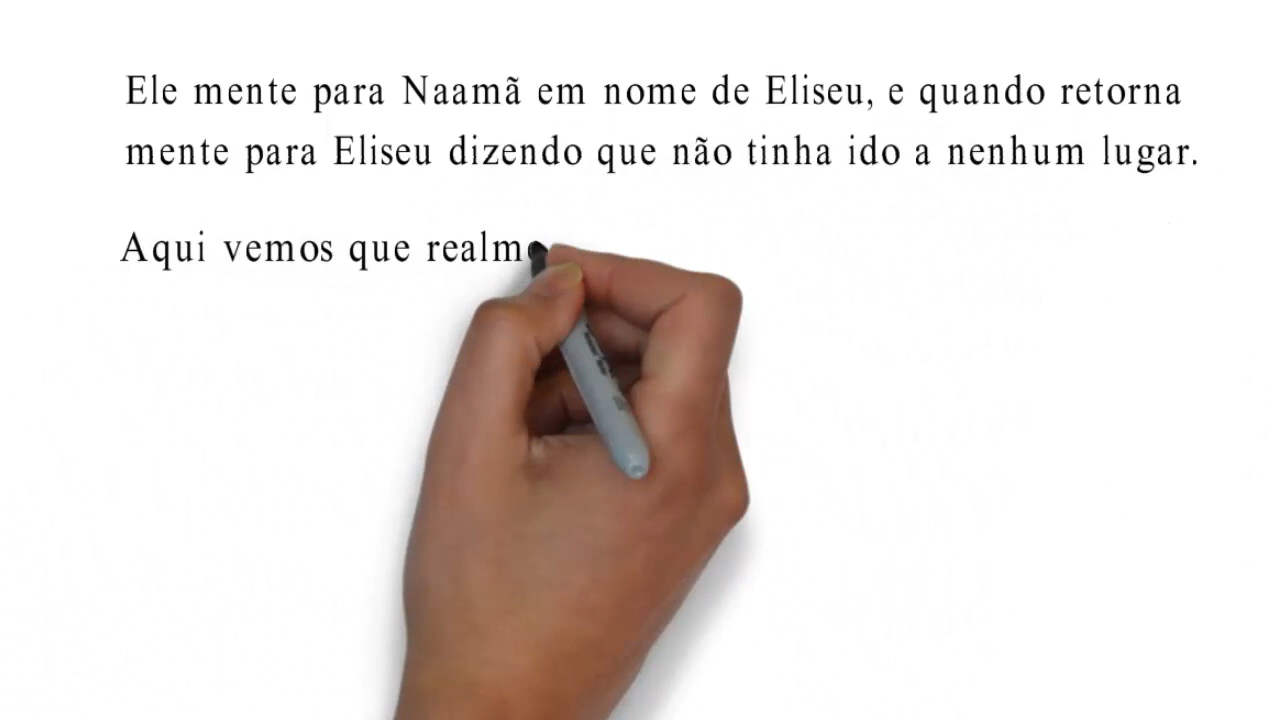 Ele mente para Naamã em nome de Eliseu, e quando retorna
mente para Eliseu dizendo que não tinha ido a nenhum lugar.
Aqui vemos que